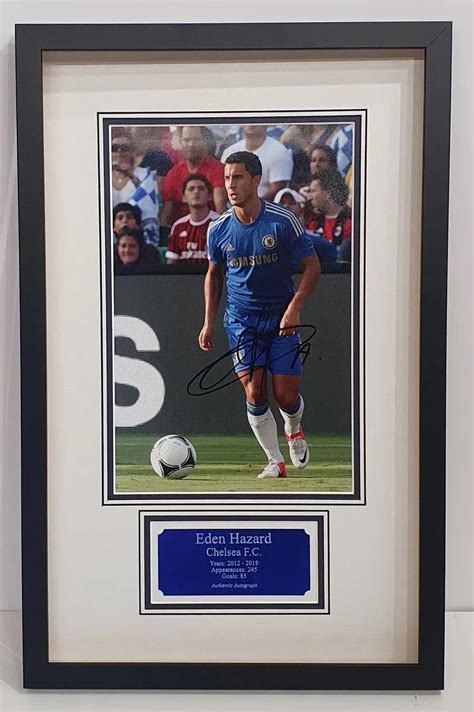 SAMSUNG
S
Eden Hazard
Chelsea F.C.
Years: 2012 - 2019
Appearances: 245
Goals: 85
Authentic Autograph